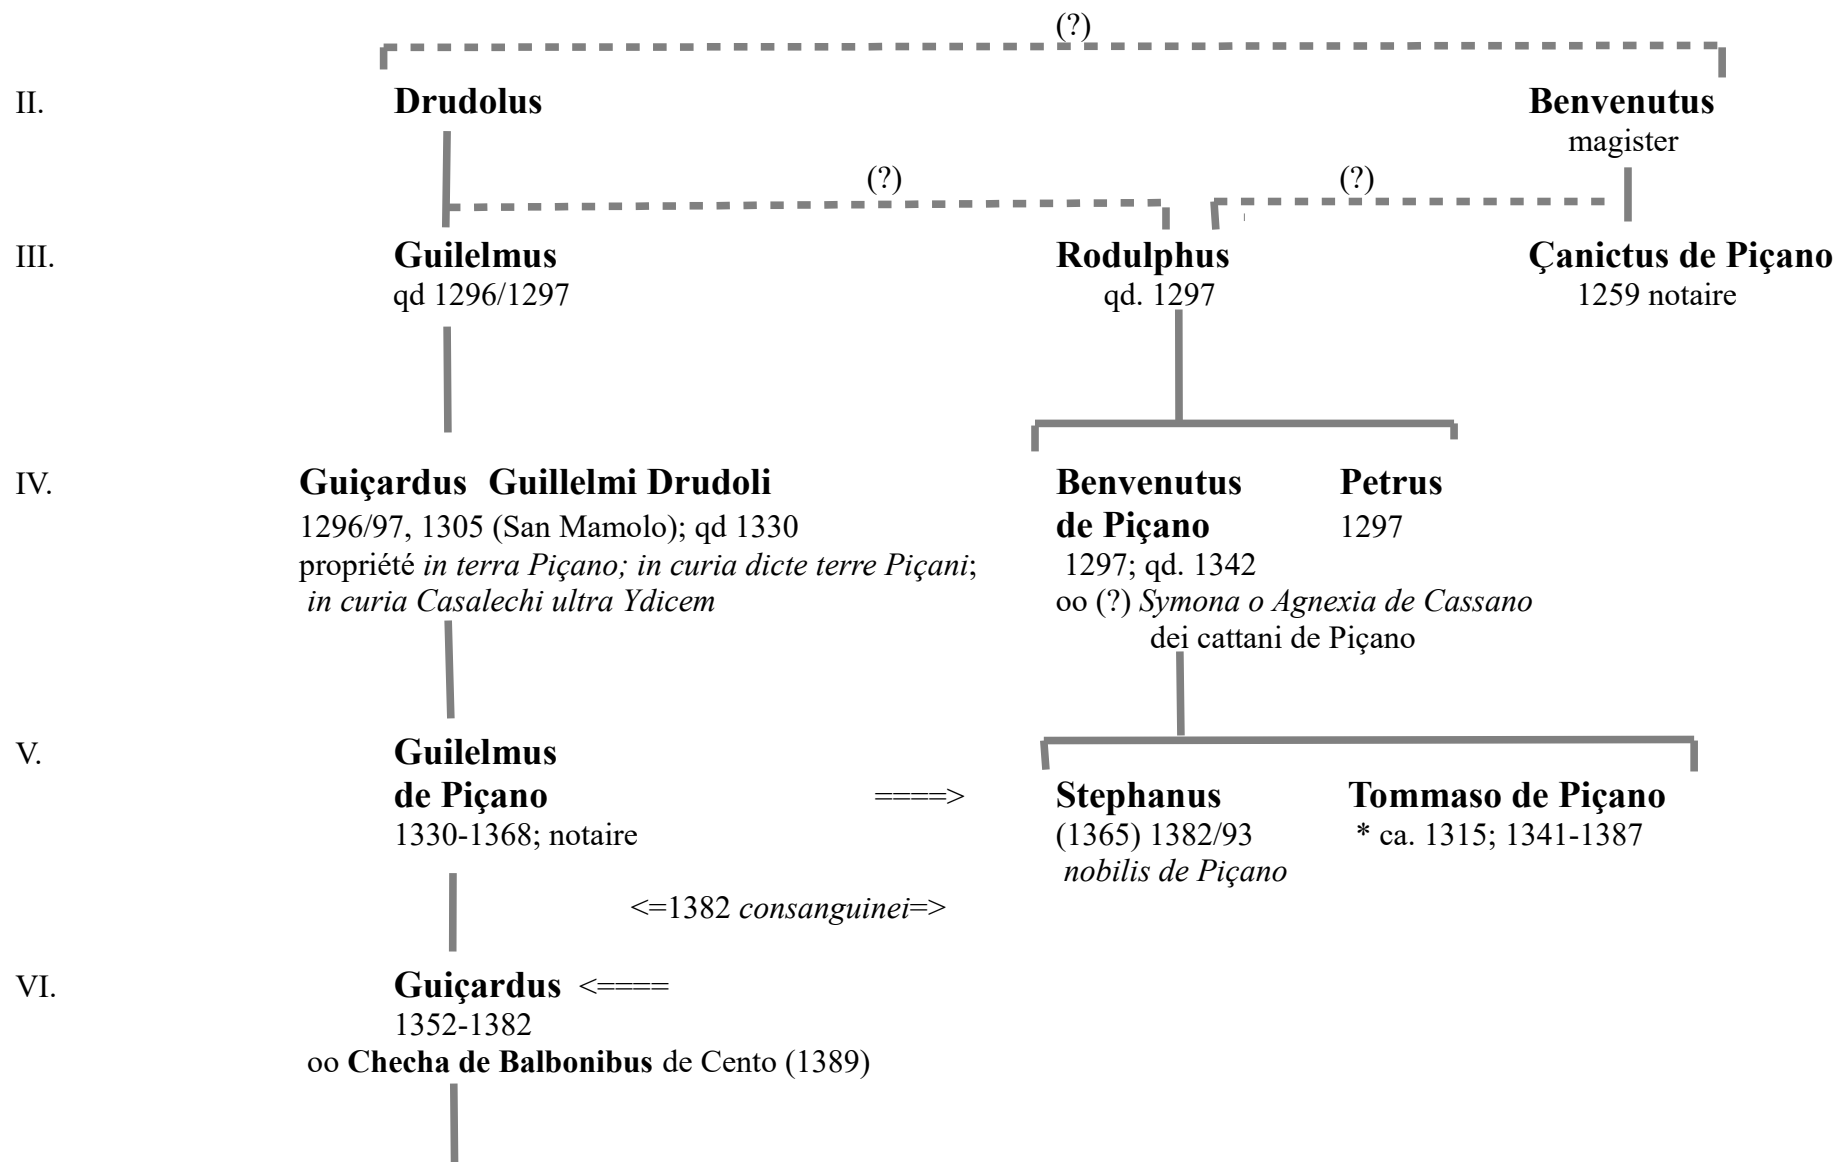 (?)
II. Drudolus Benvenutus
magister
(?) (?)
III. Guilelmus Rodulphus Çanictus de Piçano
qd 1296/1297 qd. 1297 1259 notaire
IV. Guiçardus Guillelmi Drudoli Benvenutus Petrus
1296/97, 1305 (San Mamolo); qd 1330 de Piçano 1297
propriété in terra Piçano; in curia dicte terre Piçani; 1297; qd. 1342
in curia Casalechi ultra Ydicem oo (?) Symona o Agnexia de Cassano
dei cattani de Piçano
V. Guilelmus
de Piçano ====> Stephanus Tommaso de Piçano
1330-1368; notaire (1365) 1382/93 * ca. 1315; 1341-1387
nobilis de Piçano
<=1382 consanguinei=>
VI. Guiçardus <====
1352-1382
oo Checha de Balbonibus de Cento (1389)